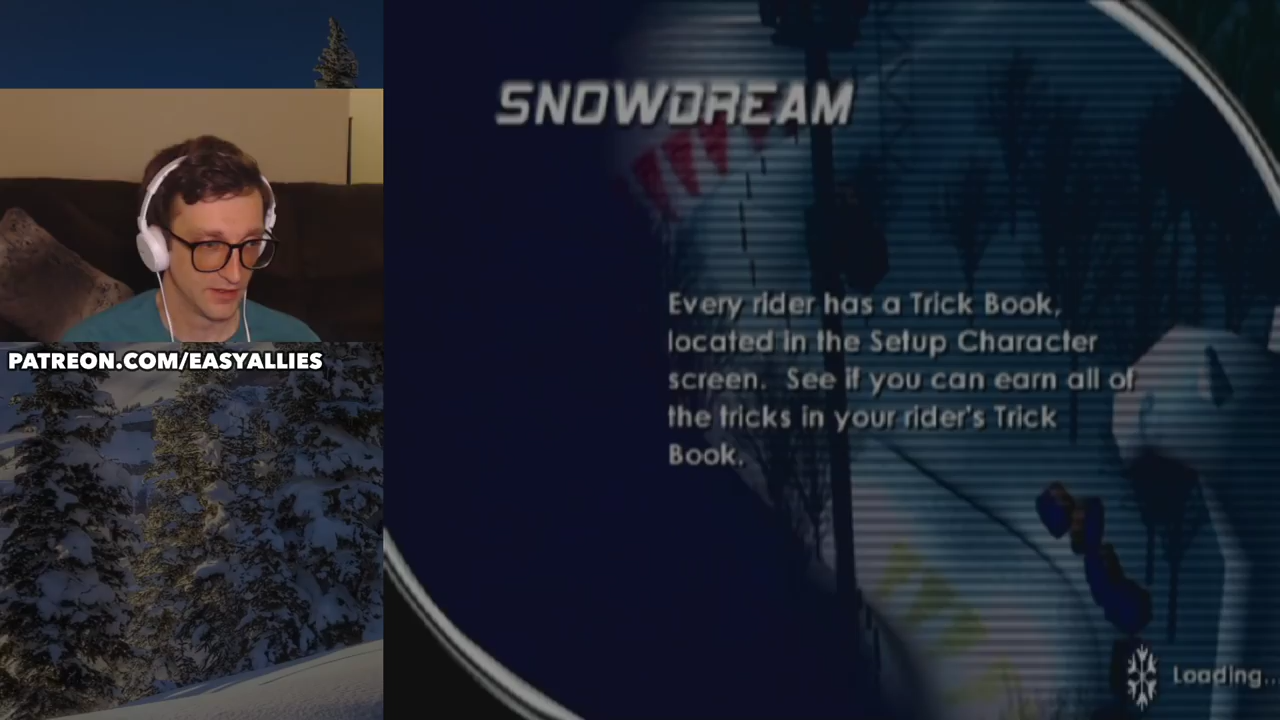 SNOWDREAM
Every rider has a Trick Book,
located in the Setup Character
screen. See if you can earn all of
the tricks in your rider's Trick
Book.
PATREON.COM/EASYALLIES
Loading...